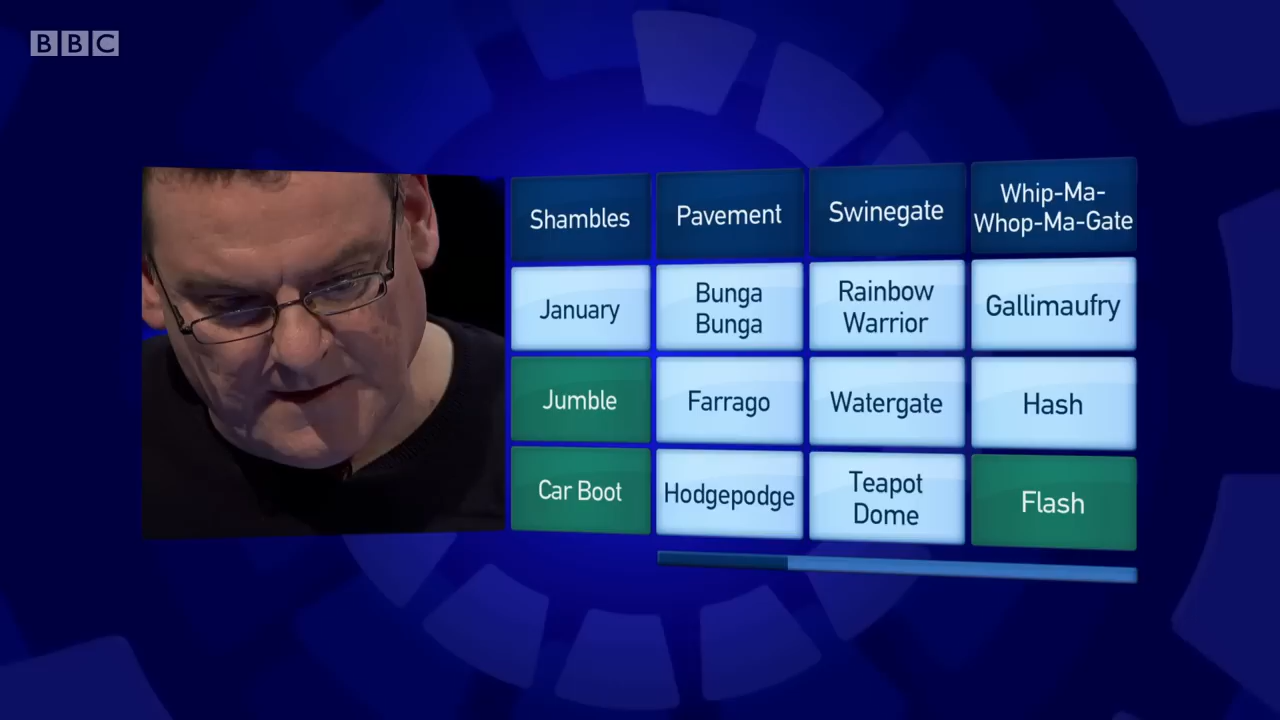 BBC
Shambles
Pavement
Swinegate
Whip-Ma-
Whop-Ma-Gate
January
Bunga
Bunga
Rainbow
Warrior
Gallimaufry
Jumble
Farrago
Watergate
Hash
Car Boot
Hodgepodge
Teapot
Dome
Flash